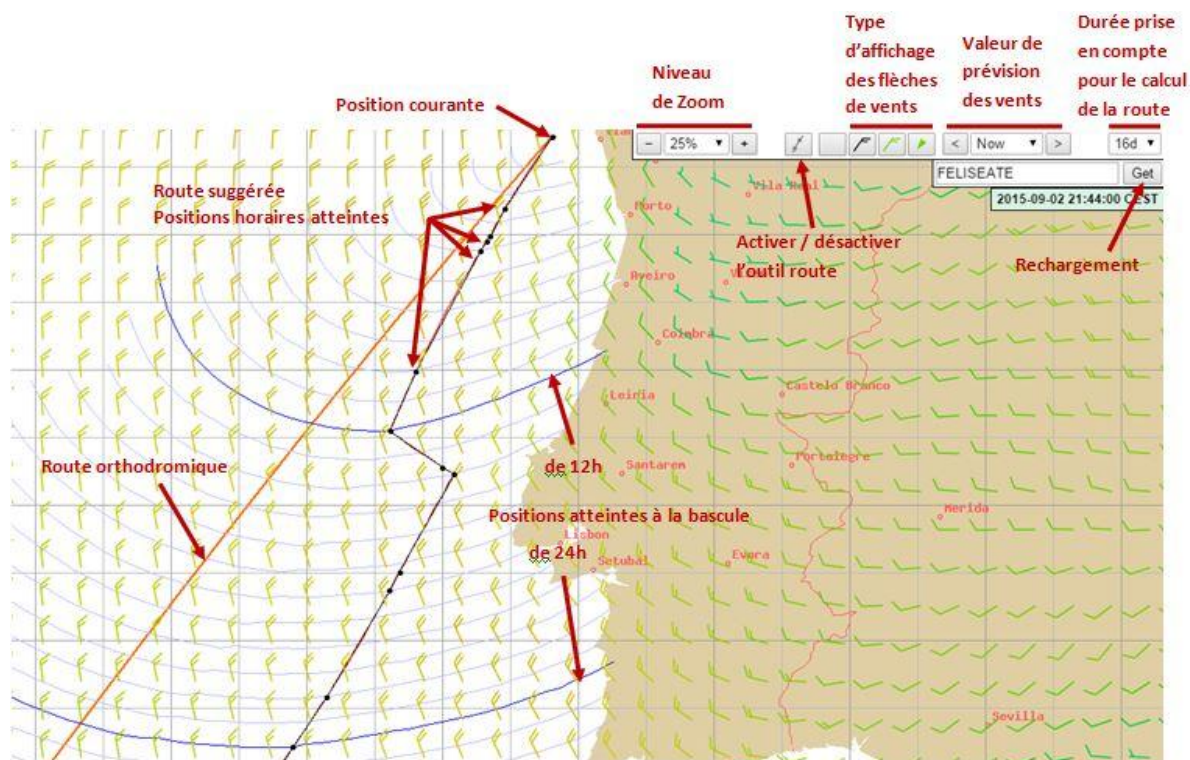 Type
d'affichage
des flèches
de vents
Valeur de
prévision
des vents
Durée prise
en compte
pour le calcul
de la route
Niveau
de Zoom
Position courante
- 25% +
< Now >
16d
FELISEATE
Get
2015-09-02 21:44:00 CEST
Route suggérée
Positions horaires atteintes
Vila Real
Porto
Activer / désactiver
l'outil route
Rechargement
Aveiro
Coimbra
Castelo Branco
Leiria
Route orthodromique
de 12h
Santarem
Portalegre
Merida
Positions atteintes à la bascule
Lisbon
de 24h
Setubal
Evora
Sevilla